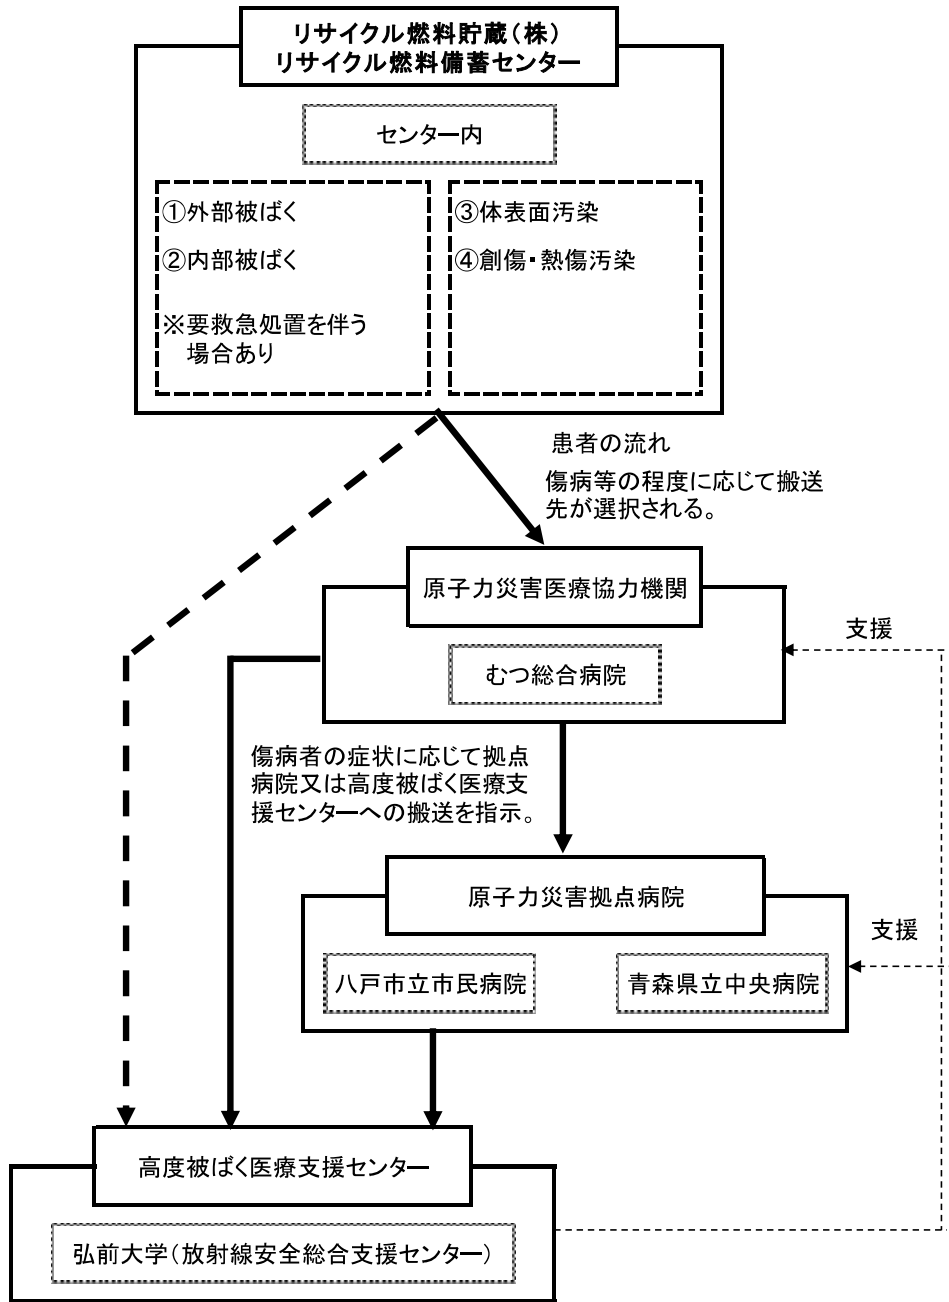 リサイクル燃料貯蔵（株）
リサイクル燃料備蓄センター
センター内
①外部被ばく
②内部被ばく
※要救急処置を伴う
場合あり
③体表面汚染
④創傷・熱傷汚染
患者の流れ
傷病等の程度に応じて搬送
先が選択される。
原子力災害医療協力機関
むつ総合病院
支援
傷病者の症状に応じて拠点
病院又は高度被ばく医療支
援センターへの搬送を指示。
原子力災害拠点病院
八戸市立市民病院
青森県立中央病院
支援
高度被ばく医療支援センター
弘前大学（放射線安全総合支援センター）